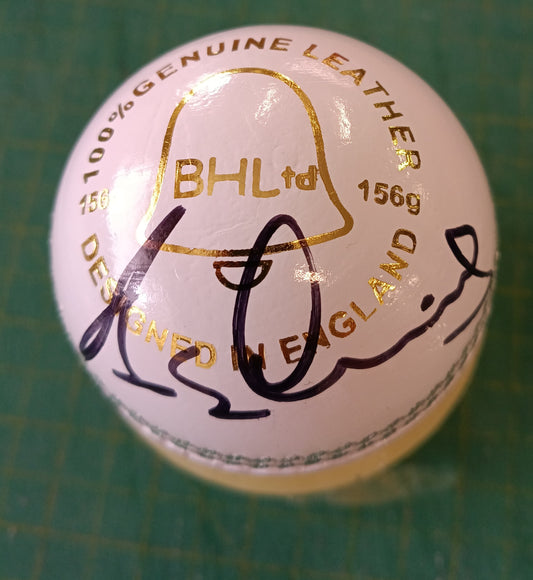 100% GENUINE LEATHER
BHLtd
156
156g
DESIGNED IN ENGLAND